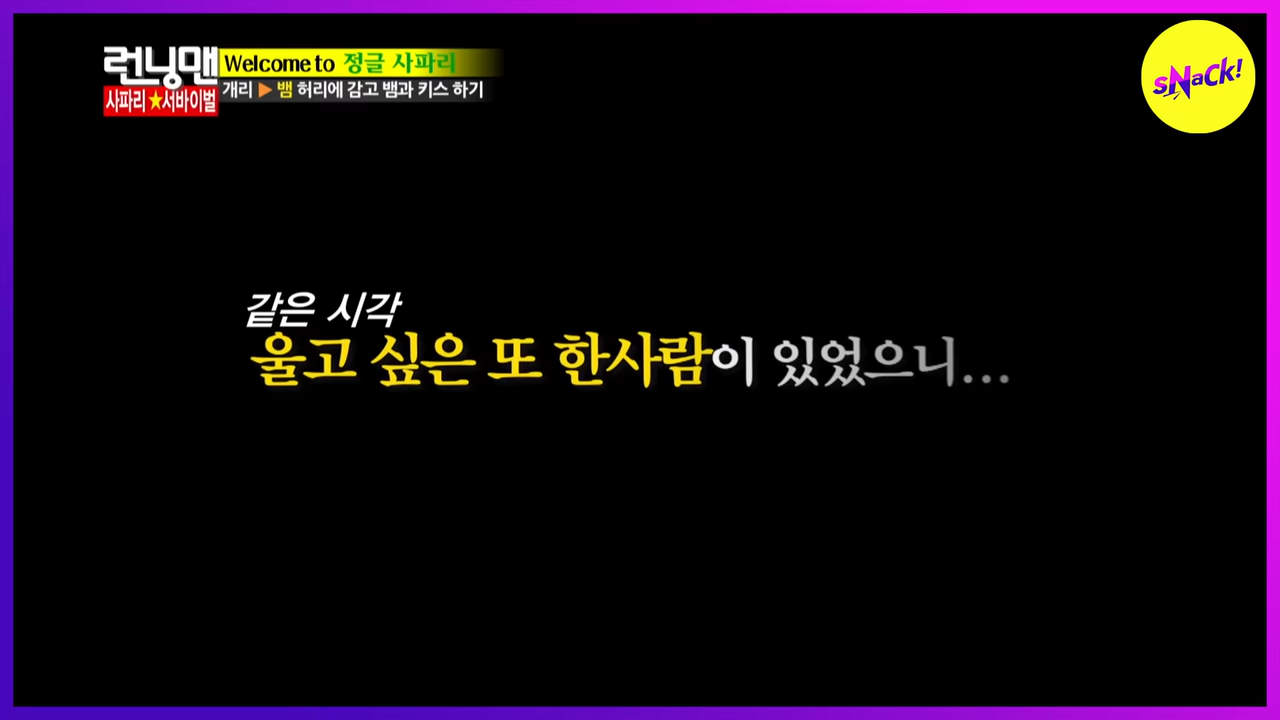 런닝맨
사파리★서바이벌
Welcome to 정글 사파리
개리 ▶ 뱀 허리에 감고 뱀과 키스 하기
sNaCk!
같은 시각
울고 싶은 또 한사람이 있었으니...